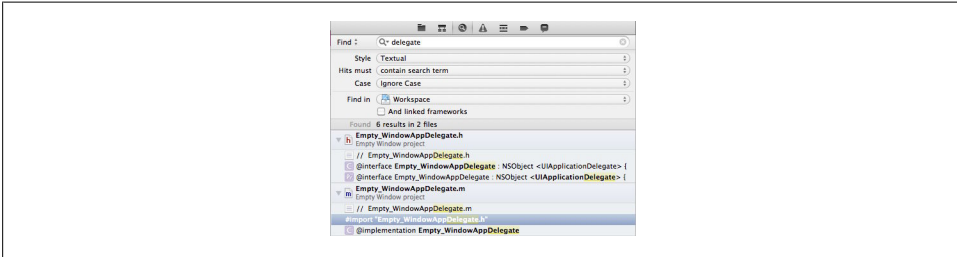 Find delegate
Style Textual
Hits must contain search term
Case Ignore Case
Find in Workspace
And linked frameworks
Found 6 results in 2 files
h Empty_WindowAppDelegate.h
Empty Window project
// Empty_WindowAppDelegate.h
C @interface Empty_WindowAppDelegate : NSObject <UIApplicationDelegate> {
@interface Empty_WindowAppDelegate : NSObject <UIApplicationDelegate> {
m Empty_WindowAppDelegate.m
Empty Window project
// Empty_WindowAppDelegate.m
#import "Empty_WindowAppDelegate.h"
C @implementation Empty_WindowAppDelegate